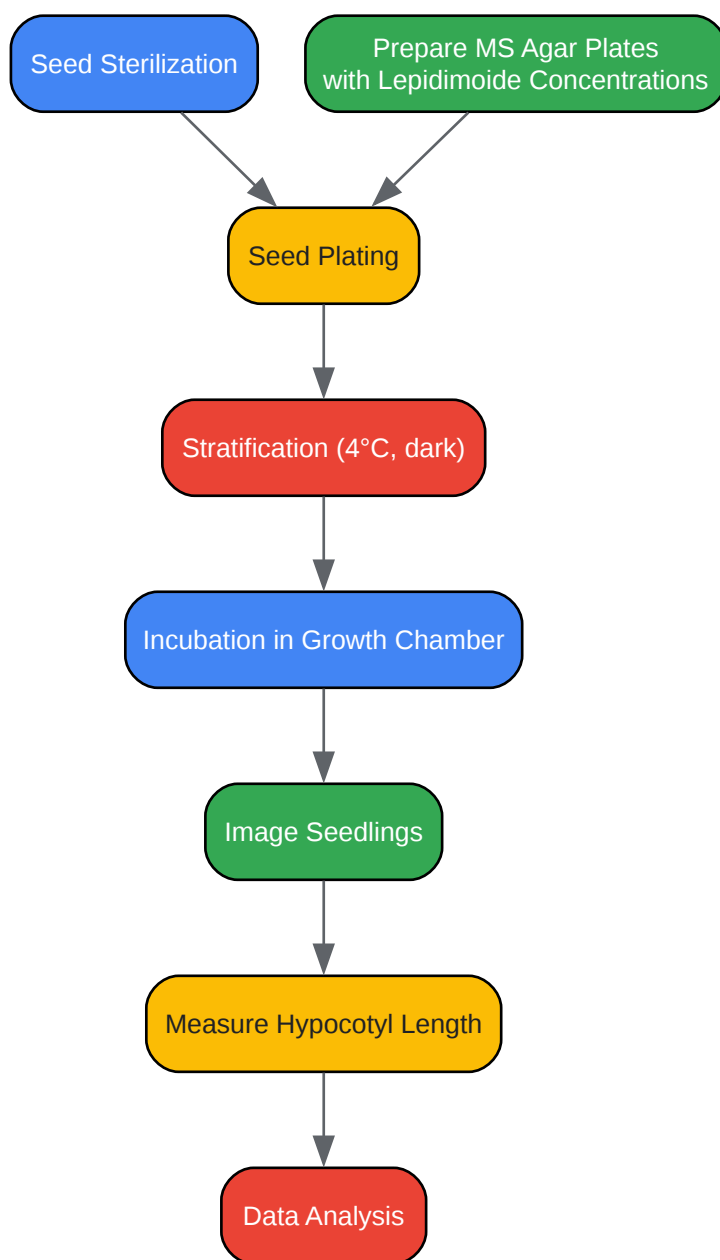 Seed Sterilization
Prepare MS Agar Plates
with Lepidimoide Concentrations
Seed Plating
Stratification (4°C, dark)
Incubation in Growth Chamber
Image Seedlings
Measure Hypocotyl Length
Data Analysis